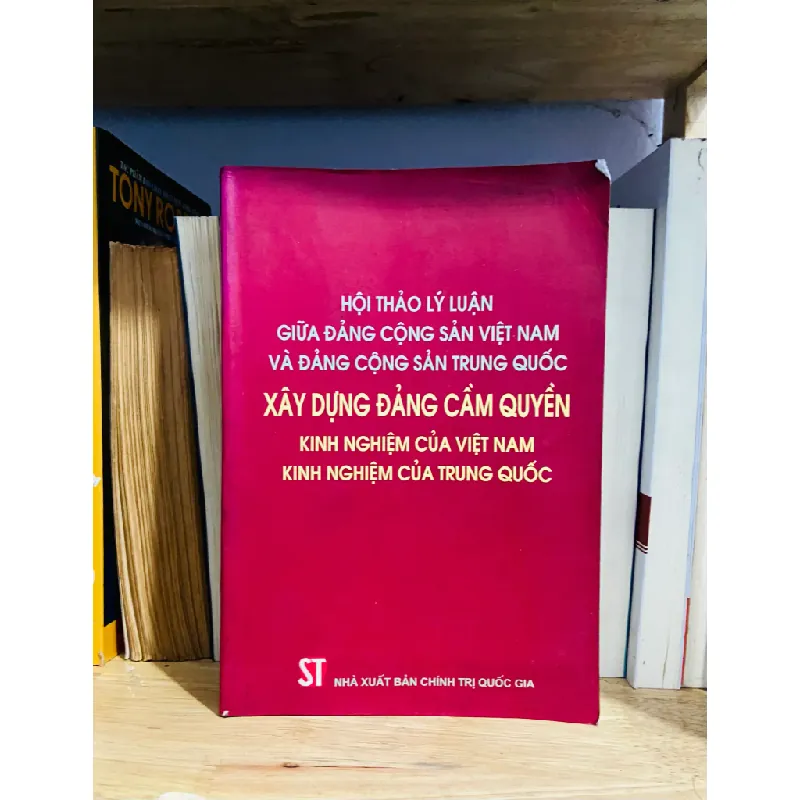 HỘI THẢO LÝ LUẬN
GIỮA ĐẢNG CỘNG SẢN VIỆT NAM
VÀ ĐẢNG CỘNG SẢN TRUNG QUỐC
XÂY DỰNG ĐẢNG CẦM QUYỀN
KINH NGHIỆM CỦA VIỆT NAM
KINH NGHIỆM CỦA TRUNG QUỐC
ST NHÀ XUẤT BẢN CHÍNH TRỊ QUỐC GIA
TONY